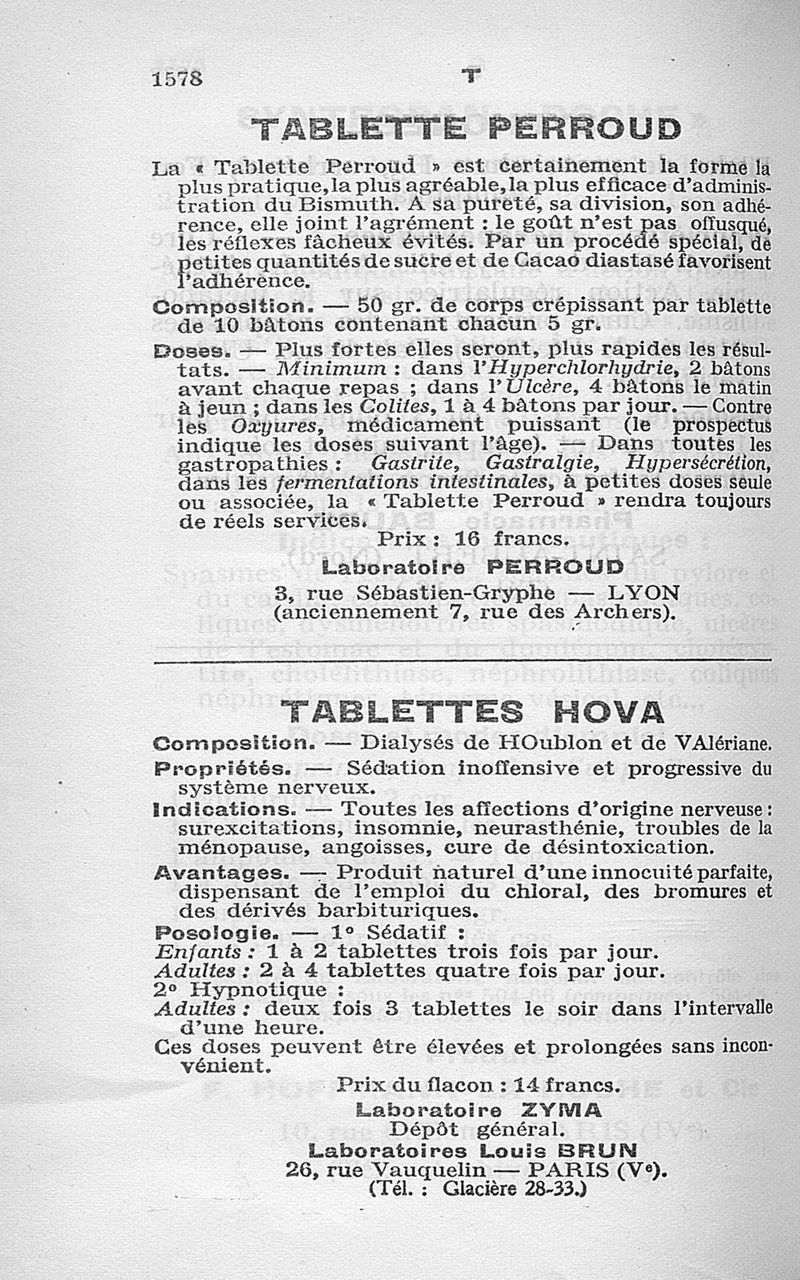 1578
T
TABLETTE PERROUD
La « Tablette Perroud » est certainement la forme la
plus pratique, la plus agréable, la plus efficace d'adminis-
tration du Bismuth. A sa pureté, sa division, son adhé-
rence, elle joint l'agrément : le goût n'est pas offusqué,
les réflexes fâcheux évités. Par un procédé spécial, de
petites quantités de sucre et de Cacao diastasé favorisent
l'adhérence.
Composition. — 50 gr. de corps crépissant par tablette
de 10 bâtons contenant chacun 5 gr.
Doses. — Plus fortes elles seront, plus rapides les résul-
tats. — Minimum : dans l'Hyperchlorhydrie, 2 bâtons
avant chaque repas ; dans l'Ulcère, 4 bâtons le matin
à jeun ; dans les Colites, 1 à 4 bâtons par jour. — Contre
les Oxyures, médicament puissant (le prospectus
indique les doses suivant l'âge). — Dans toutes les
gastropathies : Gastrite, Gastralgie, Hypersécrétion,
dans les fermentations intestinales, à petites doses seule
ou associée, la « Tablette Perroud » rendra toujours
de réels services.
Prix : 16 francs.
Laboratoire PERROUD
3, rue Sébastien-Gryphe — LYON
(anciennement 7, rue des Archers).
TABLETTES HOVA
Composition. — Dialysés de HOublon et de VAlériane.
Propriétés. — Sédation inoffensive et progressive du
système nerveux.
Indications. — Toutes les affections d'origine nerveuse :
surexcitations, insomnie, neurasthénie, troubles de la
ménopause, angoisses, cure de désintoxication.
Avantages. — Produit naturel d'une innocuité parfaite,
dispensant de l'emploi du chloral, des bromures et
des dérivés barbituriques.
Posologie. — 1° Sédatif :
Enfants : 1 à 2 tablettes trois fois par jour.
Adultes : 2 à 4 tablettes quatre fois par jour.
2° Hypnotique :
Adultes : deux fois 3 tablettes le soir dans l'intervalle
d'une heure.
Ces doses peuvent être élevées et prolongées sans incon-
vénient.
Prix du flacon : 14 francs.
Laboratoire ZYMA
Dépôt général.
Laboratoires Louis BRUN
26, rue Vauquelin — PARIS (Ve).
(Tél. : Glacière 28-33.)